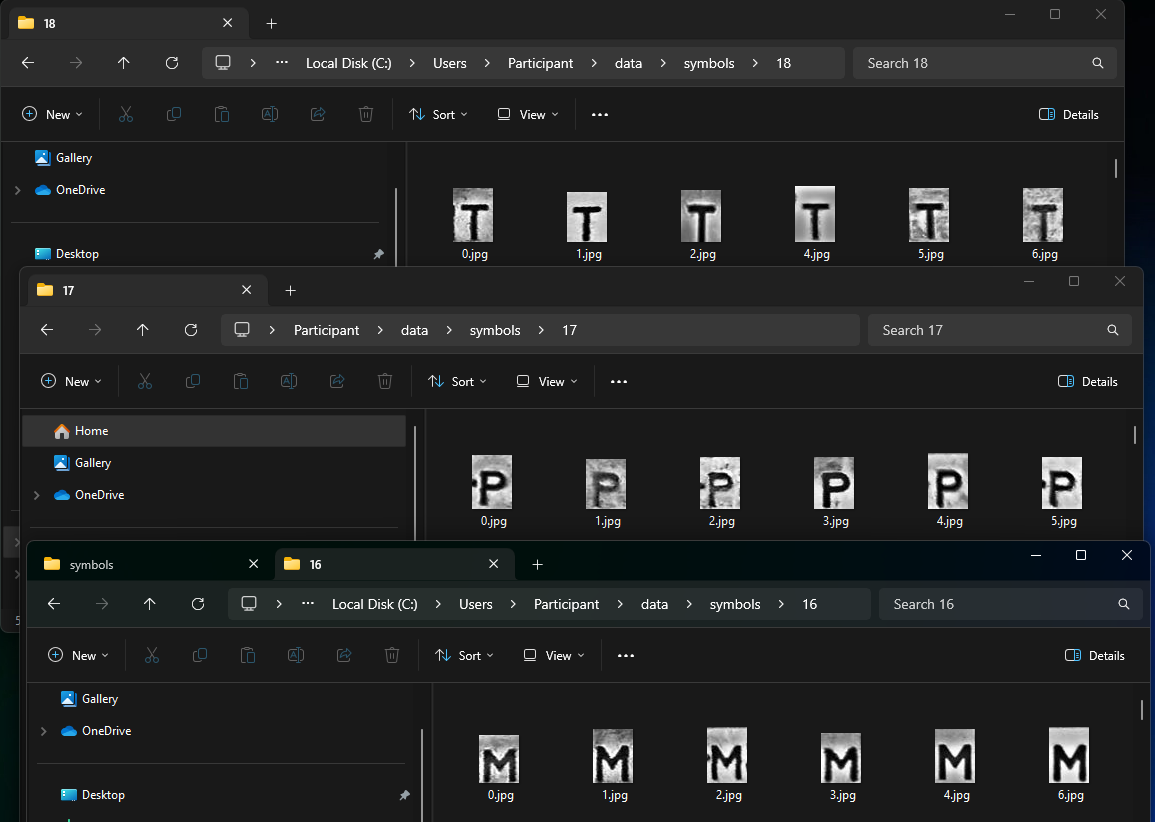 18
Local Disk (C:) Users Participant data symbols 18 Search 18
New Sort View Details
Gallery
OneDrive
Desktop
T T T T T T
0.jpg 1.jpg 2.jpg 4.jpg 5.jpg 6.jpg
17
Participant data symbols 17 Search 17
New Sort View Details
Home
Gallery
OneDrive
P P P P P P
0.jpg 1.jpg 2.jpg 3.jpg 4.jpg 5.jpg
5
symbols 16
Local Disk (C:) Users Participant data symbols 16 Search 16
New Sort View Details
Gallery
OneDrive
Desktop
M M M M M M
0.jpg 1.jpg 2.jpg 3.jpg 4.jpg 6.jpg